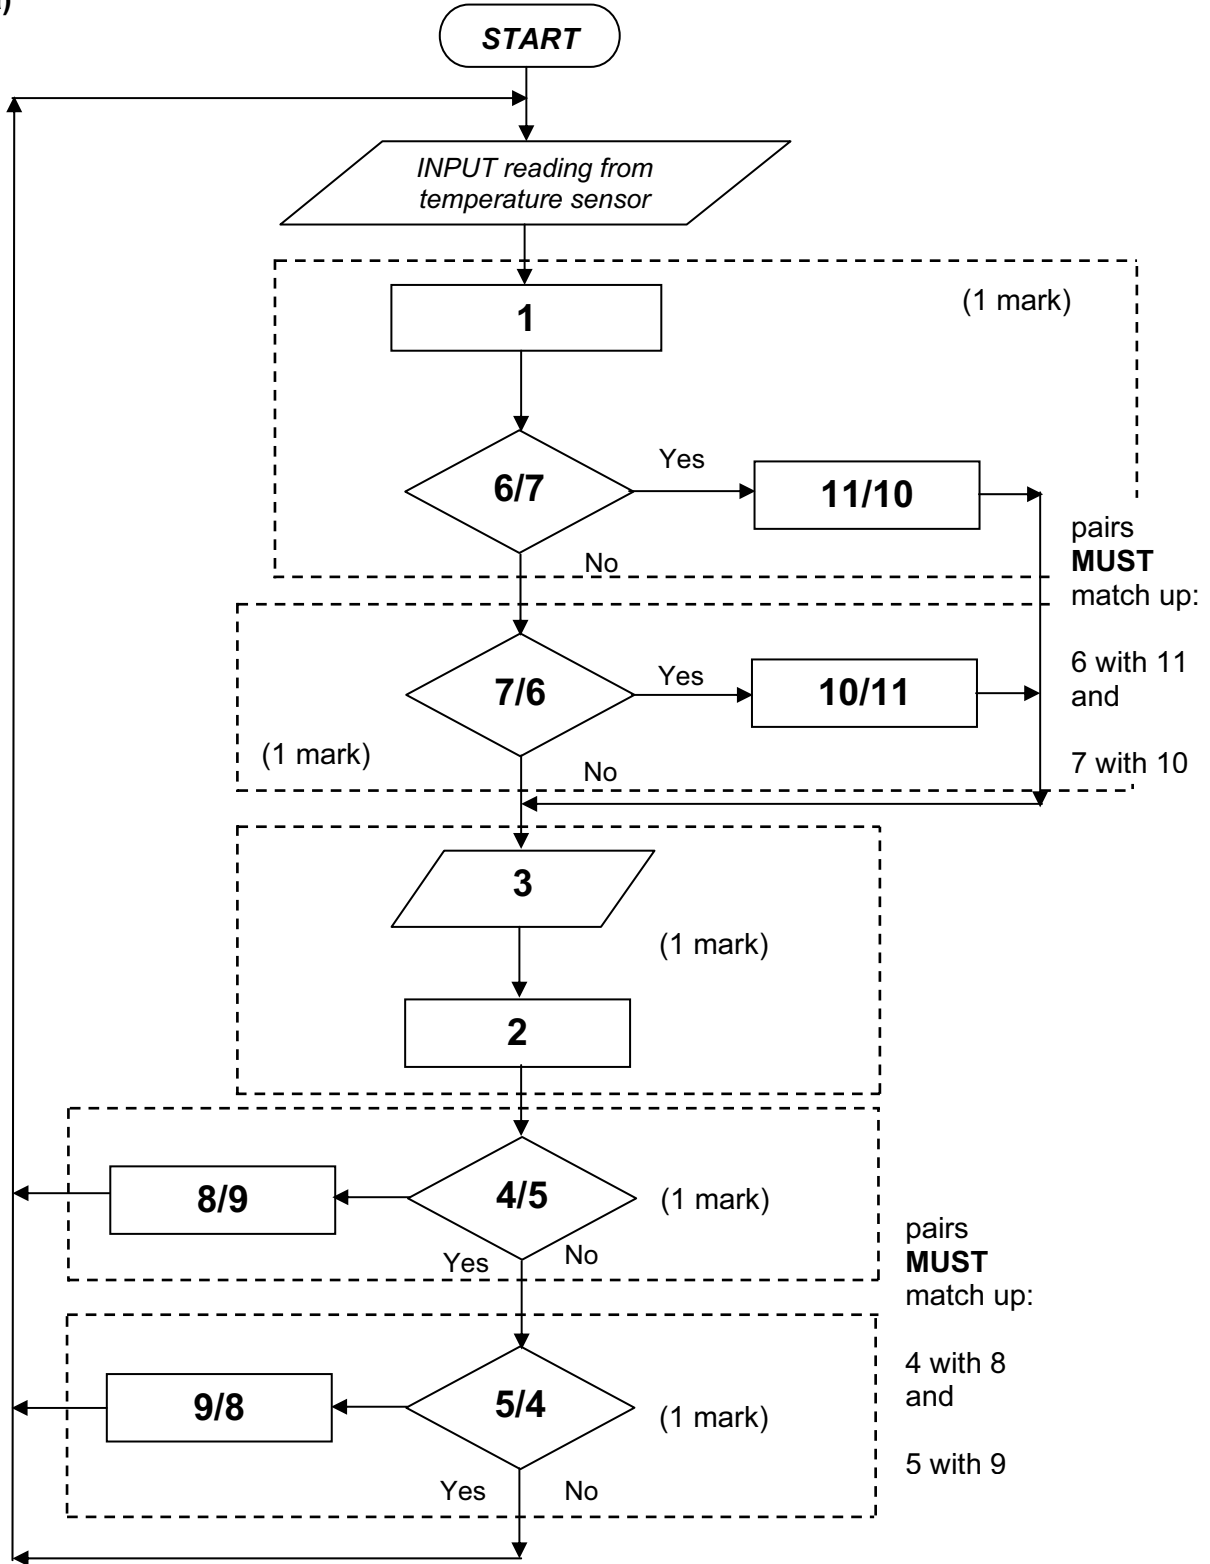 START
INPUT reading from
temperature sensor
1
(1 mark)
6/7
Yes
11/10
No
pairs
MUST
match up:
6 with 11
and
7 with 10
7/6
Yes
10/11
(1 mark)
No
3
(1 mark)
2
8/9
4/5
(1 mark)
Yes
No
pairs
MUST
match up:
4 with 8
and
5 with 9
9/8
5/4
(1 mark)
Yes
No